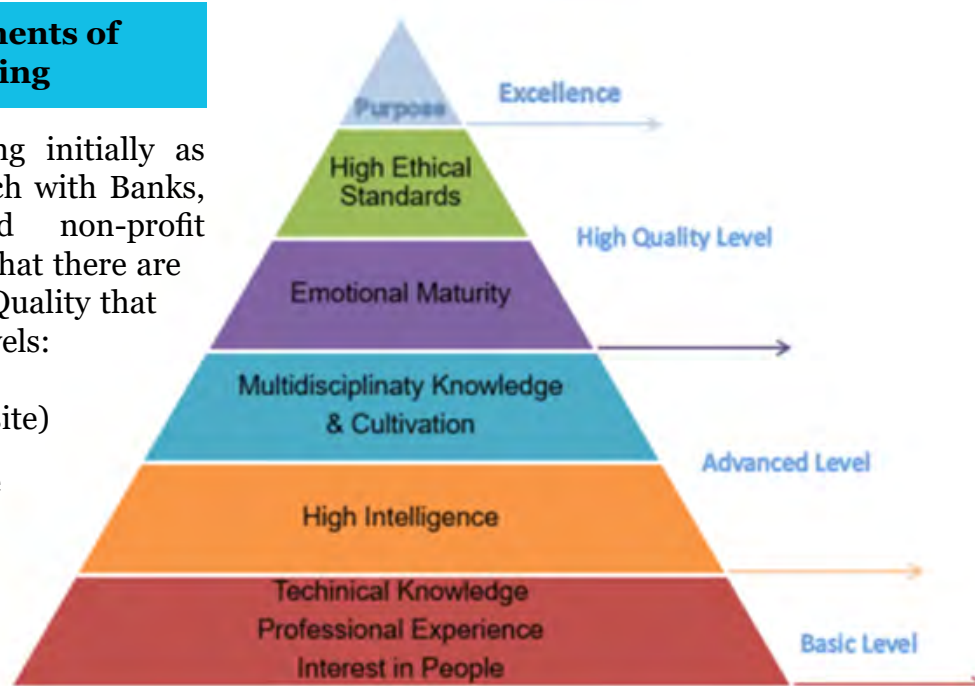 nents of
ing
ng initially as
ch with Banks,
d non-profit
hat there are
Quality that
vels:
site)
Purpose
Excellence
High Ethical
Standards
High Quality Level
Emotional Maturity
Multidisciplinaty Knowledge
& Cultivation
Advanced Level
High Intelligence
Techinical Knowledge
Professional Experience
Interest in People
Basic Level